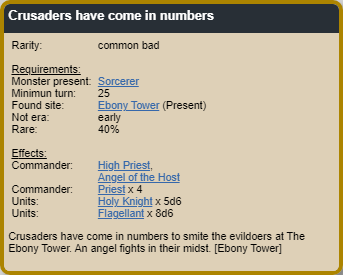 Crusaders have come in numbers
Rarity: common bad
Requirements:
Monster present: Sorcerer
Minimun turn: 25
Found site: Ebony Tower (Present)
Not era: early
Rare: 40%
Effects:
Commander: High Priest,
Angel of the Host
Commander: Priest x 4
Units: Holy Knight x 5d6
Units: Flagellant x 8d6
Crusaders have come in numbers to smite the evildoers at The
Ebony Tower. An angel fights in their midst. [Ebony Tower]